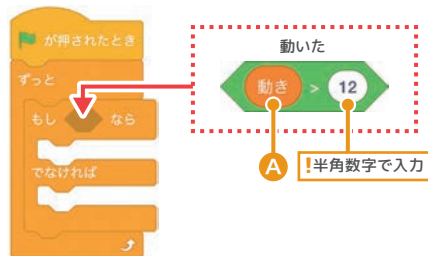 が押されたとき
ずっと
もし なら
でなければ
動いた
動き > 12
A
!半角数字で入力